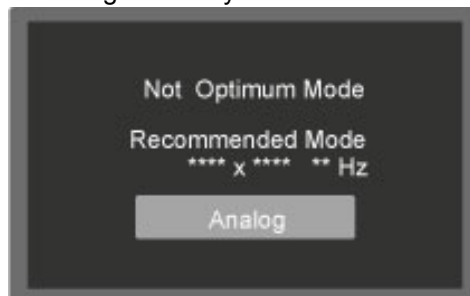 Not Optimum Mode
Recommended Mode
**** x **** ** Hz
Analog